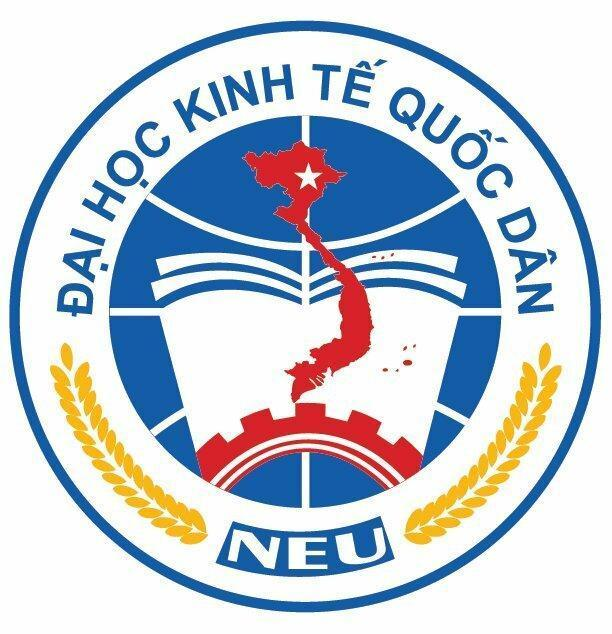 ĐẠI HỌC KINH TẾ QUỐC DÂN
NEU